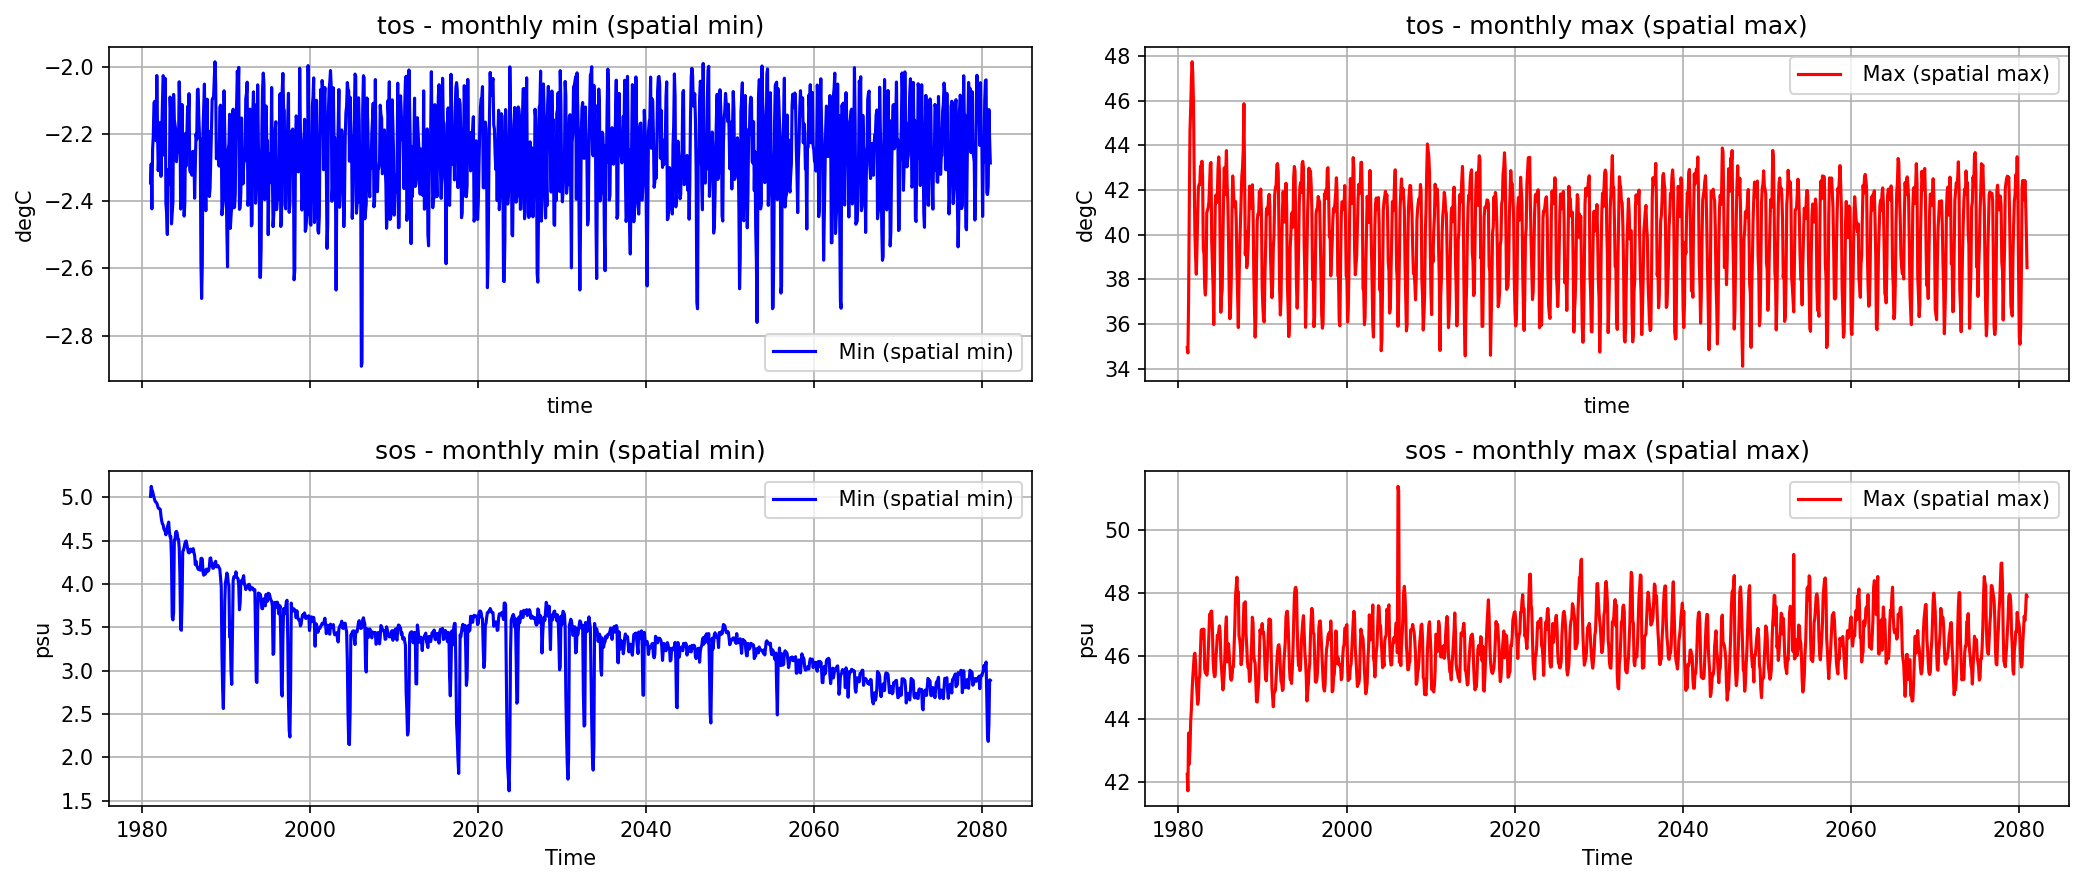 tos - monthly min (spatial min)
degC
−2.0
−2.2
−2.4
−2.6
−2.8
Min (spatial min)
time
tos - monthly max (spatial max)
degC
48
46
44
42
40
38
36
34
Max (spatial max)
time
sos - monthly min (spatial min)
psu
5.0
4.5
4.0
3.5
3.0
2.5
2.0
1.5
Min (spatial min)
1980 2000 2020 2040 2060 2080
Time
sos - monthly max (spatial max)
psu
50
48
46
44
42
Max (spatial max)
1980 2000 2020 2040 2060 2080
Time